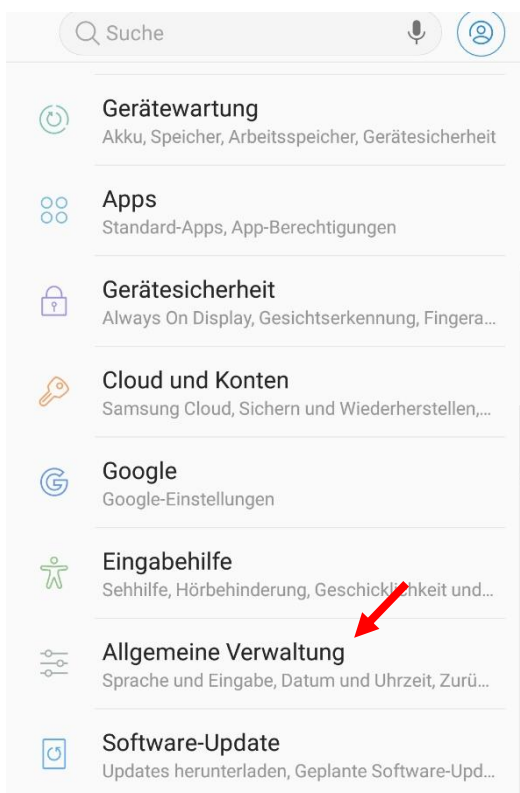 Suche
Gerätewartung
Akku, Speicher, Arbeitsspeicher, Gerätesicherheit
Apps
Standard-Apps, App-Berechtigungen
Gerätesicherheit
Always On Display, Gesichtserkennung, Fingera...
Cloud und Konten
Samsung Cloud, Sichern und Wiederherstellen,...
Google
Google-Einstellungen
Eingabehilfe
Sehhilfe, Hörbehinderung, Geschicklichkeit und...
Allgemeine Verwaltung
Sprache und Eingabe, Datum und Uhrzeit, Zurü...
Software-Update
Updates herunterladen, Geplante Software-Upd...